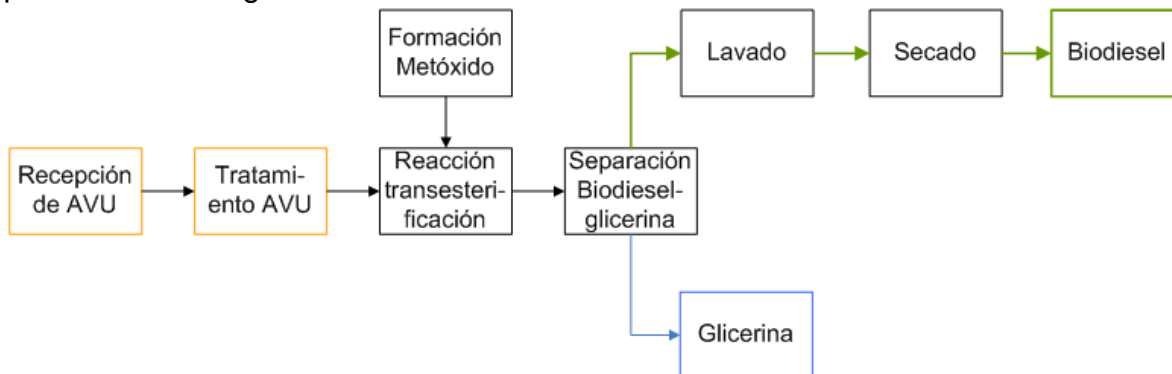 Formación
Metóxido
Lavado
Secado
Biodiesel
Recepción
de AVU
Tratami-
ento AVU
Reacción
transesteri-
ficación
Separación
Biodiesel-
glicerina
Glicerina